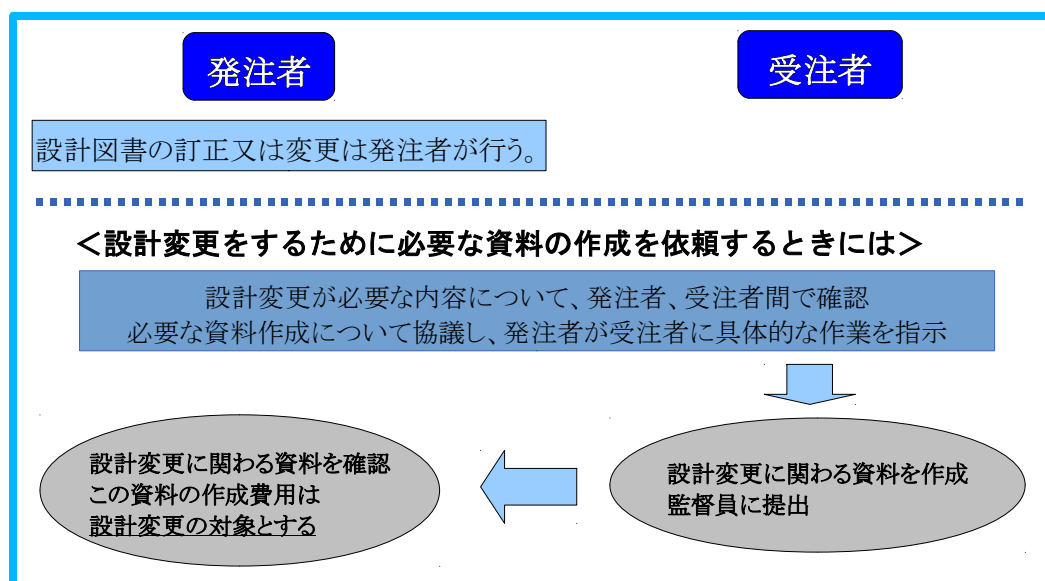 発注者
受注者
設計図書の訂正又は変更は発注者が行う。
＜設計変更をするために必要な資料の作成を依頼するときには＞
設計変更が必要な内容について、発注者、受注者間で確認
必要な資料作成について協議し、発注者が受注者に具体的な作業を指示
設計変更に関わる資料を確認
この資料の作成費用は
設計変更の対象とする
設計変更に関わる資料を作成
監督員に提出